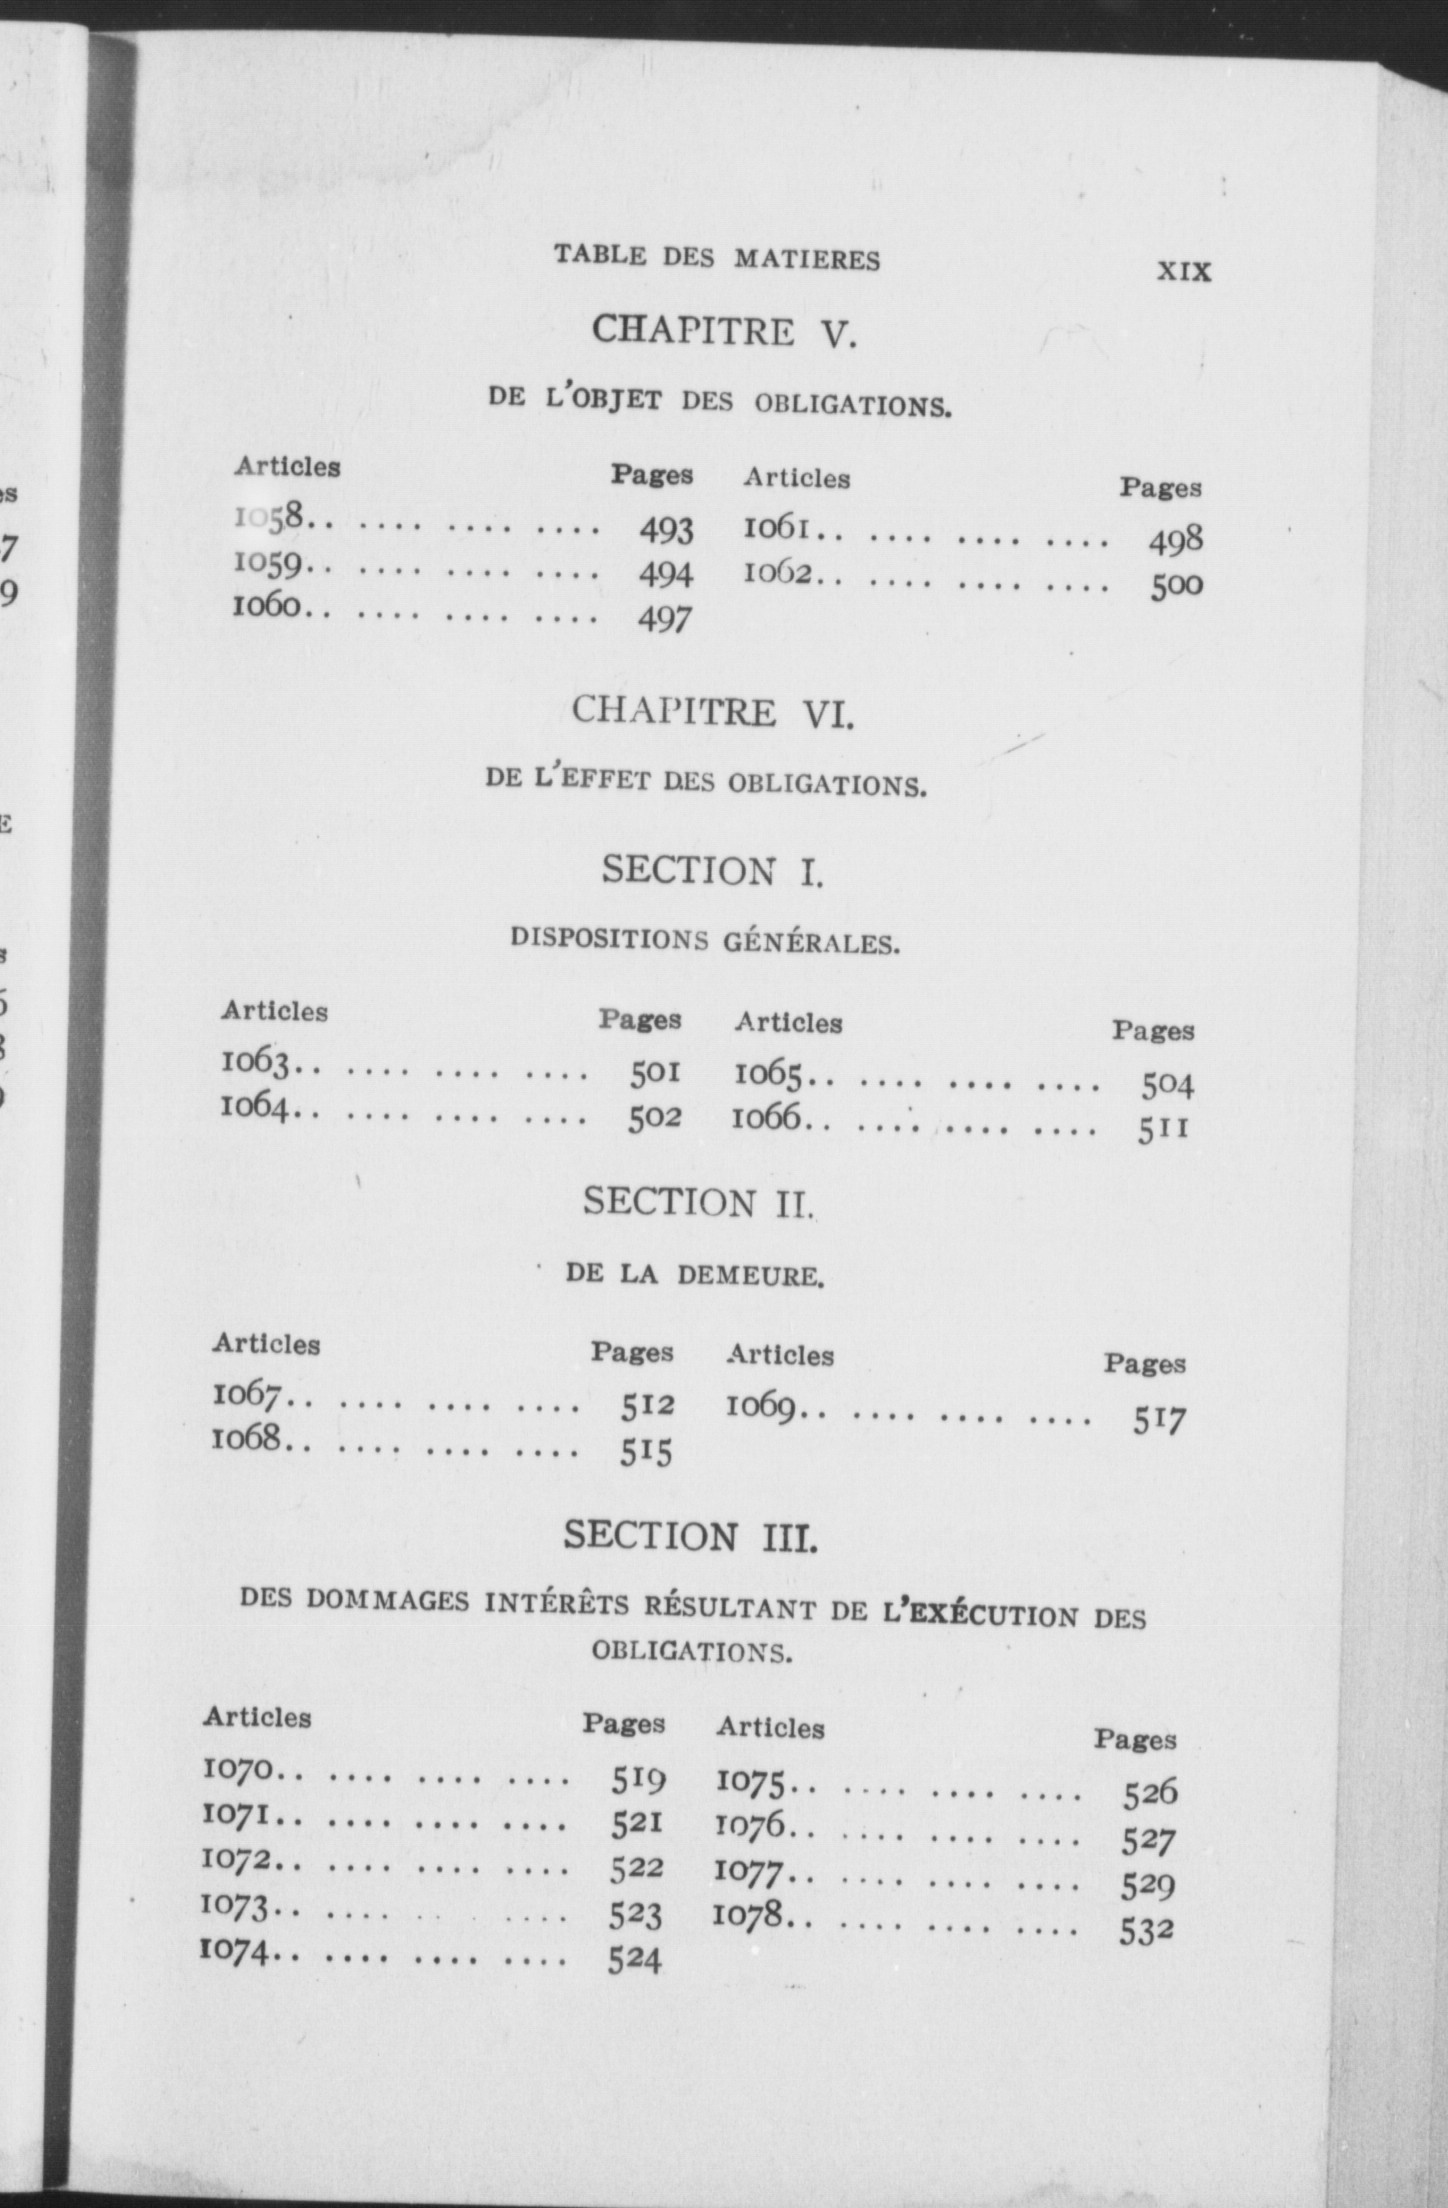 TABLE DES MATIERES XIX
CHAPITRE V.
DE L'OBJET DES OBLIGATIONS.
Articles Pages Articles Pages
1058.. .... .... .... 493 1061.. .... .... .... 498
1059.. .... .... .... 494 1062.. .... .... .... 500
1060.. .... .... .... 497
CHAPITRE VI.
DE L'EFFET DES OBLIGATIONS.
SECTION I.
DISPOSITIONS GÉNÉRALES.
Articles Pages Articles Pages
1063.. .... .... .... 501 1065.. .... .... .... 504
1064.. .... .... .... 502 1066.. .... .... .... 511
SECTION II.
DE LA DEMEURE.
Articles Pages Articles Pages
1067.. .... .... .... 512 1069.. .... .... .... 517
1068.. .... .... .... 515
SECTION III.
DES DOMMAGES INTÉRÊTS RÉSULTANT DE L'EXÉCUTION DES
OBLIGATIONS.
Articles Pages Articles Pages
1070.. .... .... .... 519 1075.. .... .... .... 526
1071.. .... .... .... 521 1076.. .... .... .... 527
1072.. .... .... .... 522 1077.. .... .... .... 529
1073.. .... .... .... 523 1078.. .... .... .... 532
1074.. .... .... .... 524